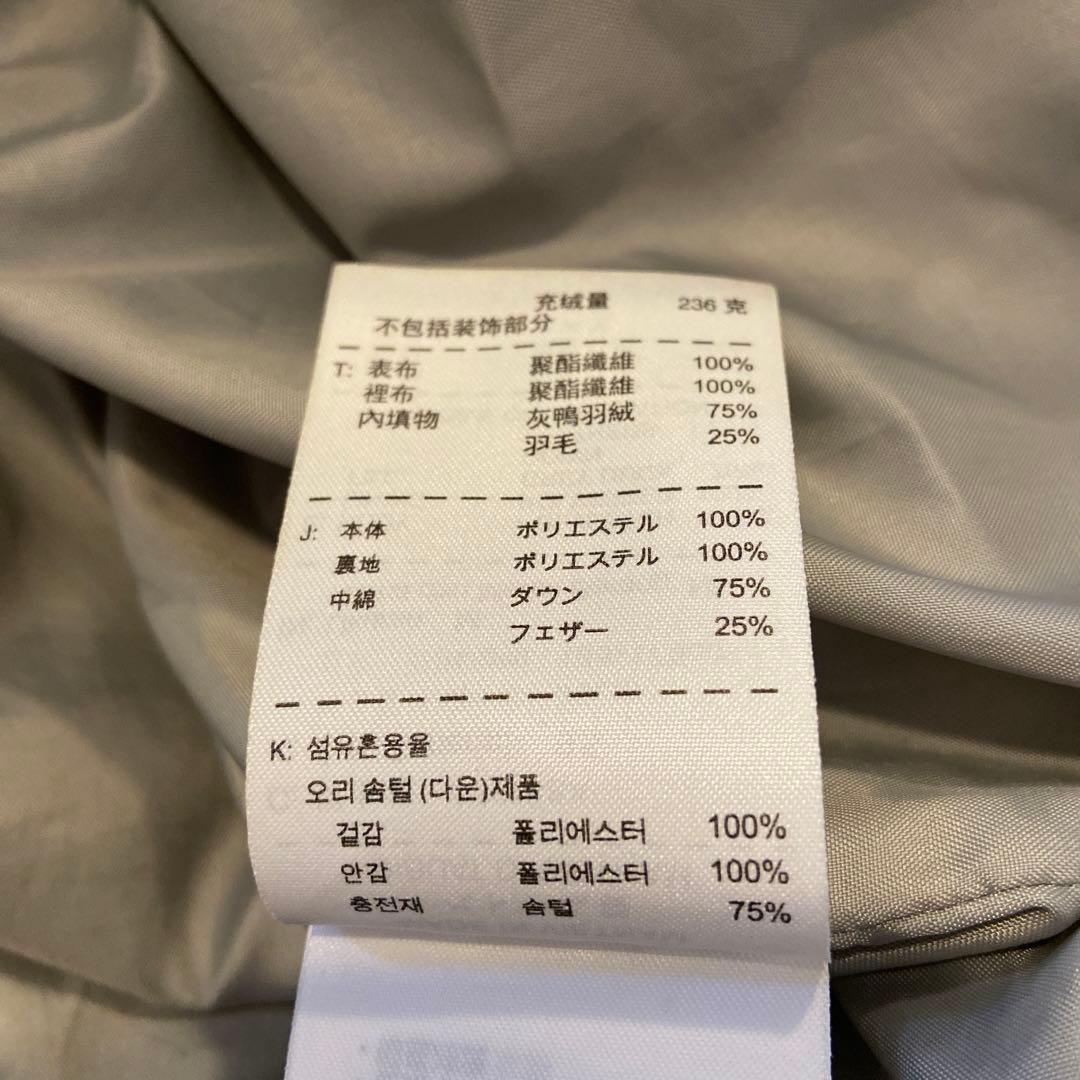 充绒量 236 克
不包括装饰部分
T: 表布 聚酯纖維 100%
裡布 聚酯纖維 100%
內填物 灰鴨羽絨 75%
羽毛 25%
J: 本体 ポリエステル 100%
裏地 ポリエステル 100%
中綿 ダウン 75%
フェザー 25%
K: 섬유혼용율
오리 솜털 (다운)제품
겉감 폴리에스터 100%
안감 폴리에스터 100%
충전재 솜털 75%